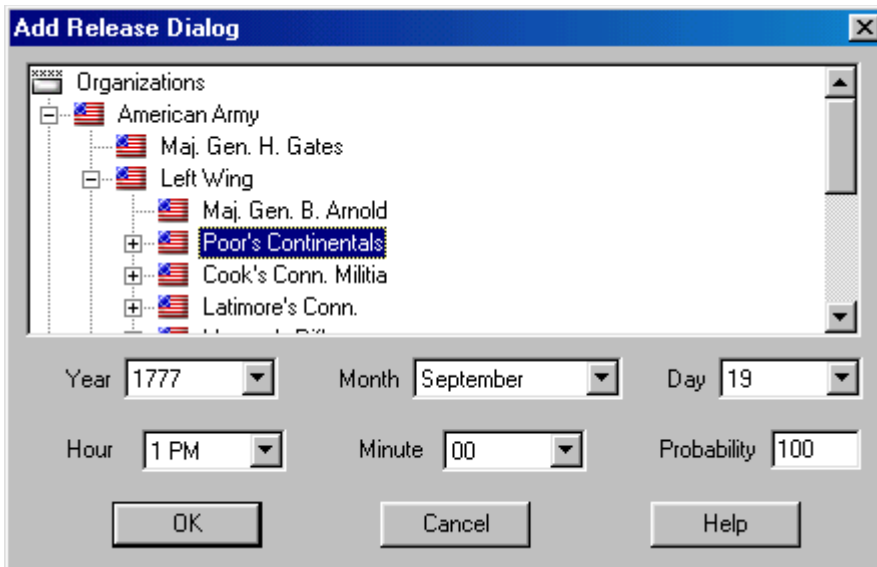 Add Release Dialog
xxxx
Organizations
American Army
Maj. Gen. H. Gates
Left Wing
Maj. Gen. B. Arnold
Poor's Continentals
Cook's Conn. Militia
Latimore's Conn.
Year 1777 Month September Day 19
Hour 1 PM Minute 00 Probability 100
OK Cancel Help